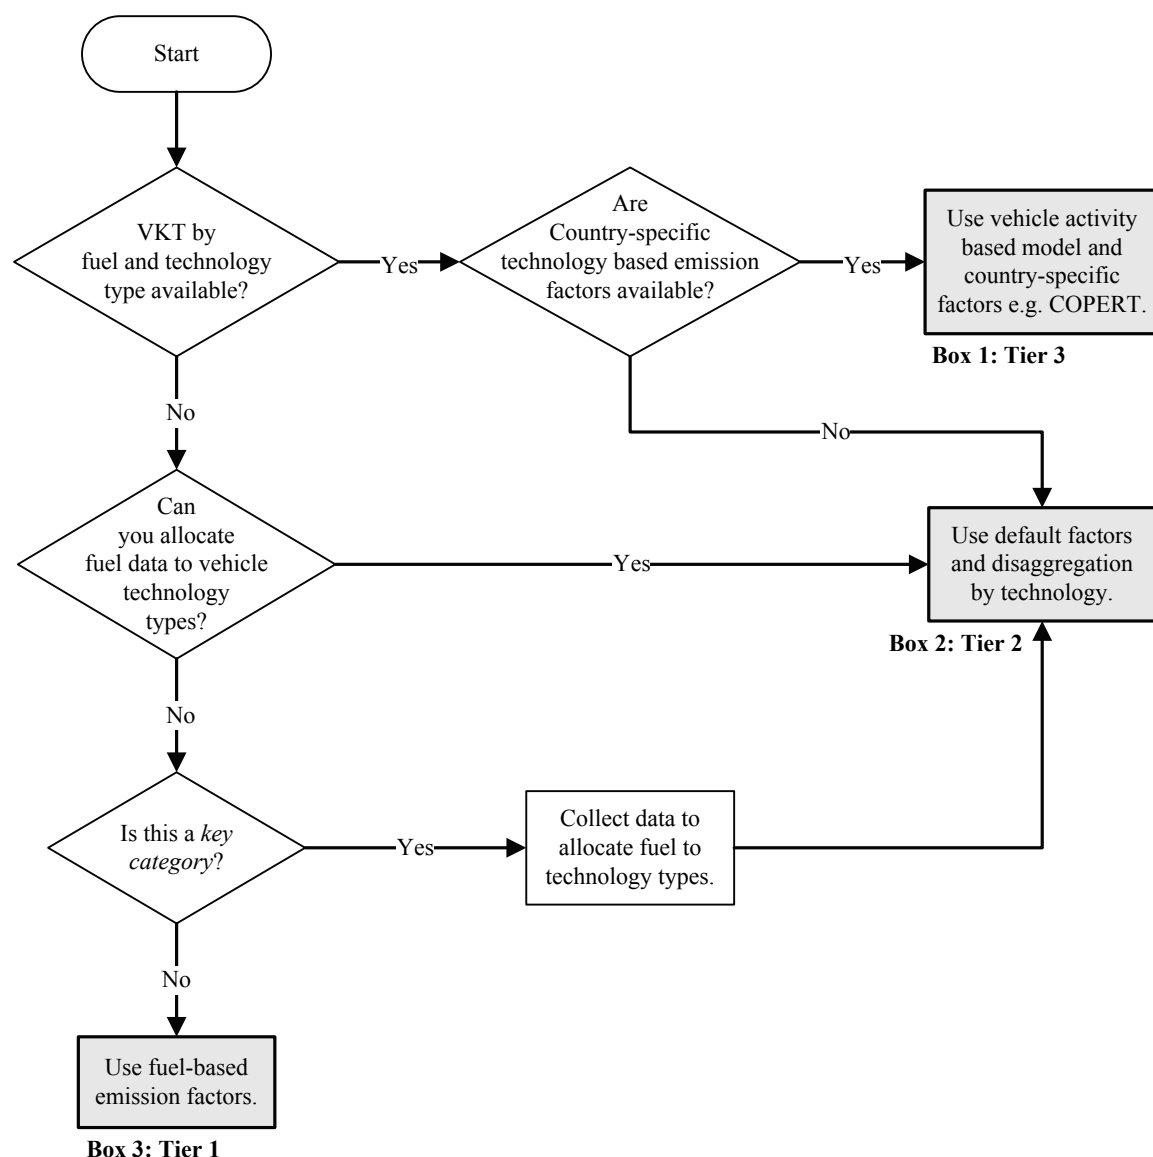 Start
VKT by
fuel and technology
type available?
Yes
Are
Country-specific
technology based emission
factors available?
Yes
Use vehicle activity
based model and
country-specific
factors e.g. COPERT.
Box 1: Tier 3
No
No
Can
you allocate
fuel data to vehicle
technology
types?
Yes
Use default factors
and disaggregation
by technology.
Box 2: Tier 2
No
Is this a key
category?
Yes
Collect data to
allocate fuel to
technology types.
No
Use fuel-based
emission factors.
Box 3: Tier 1